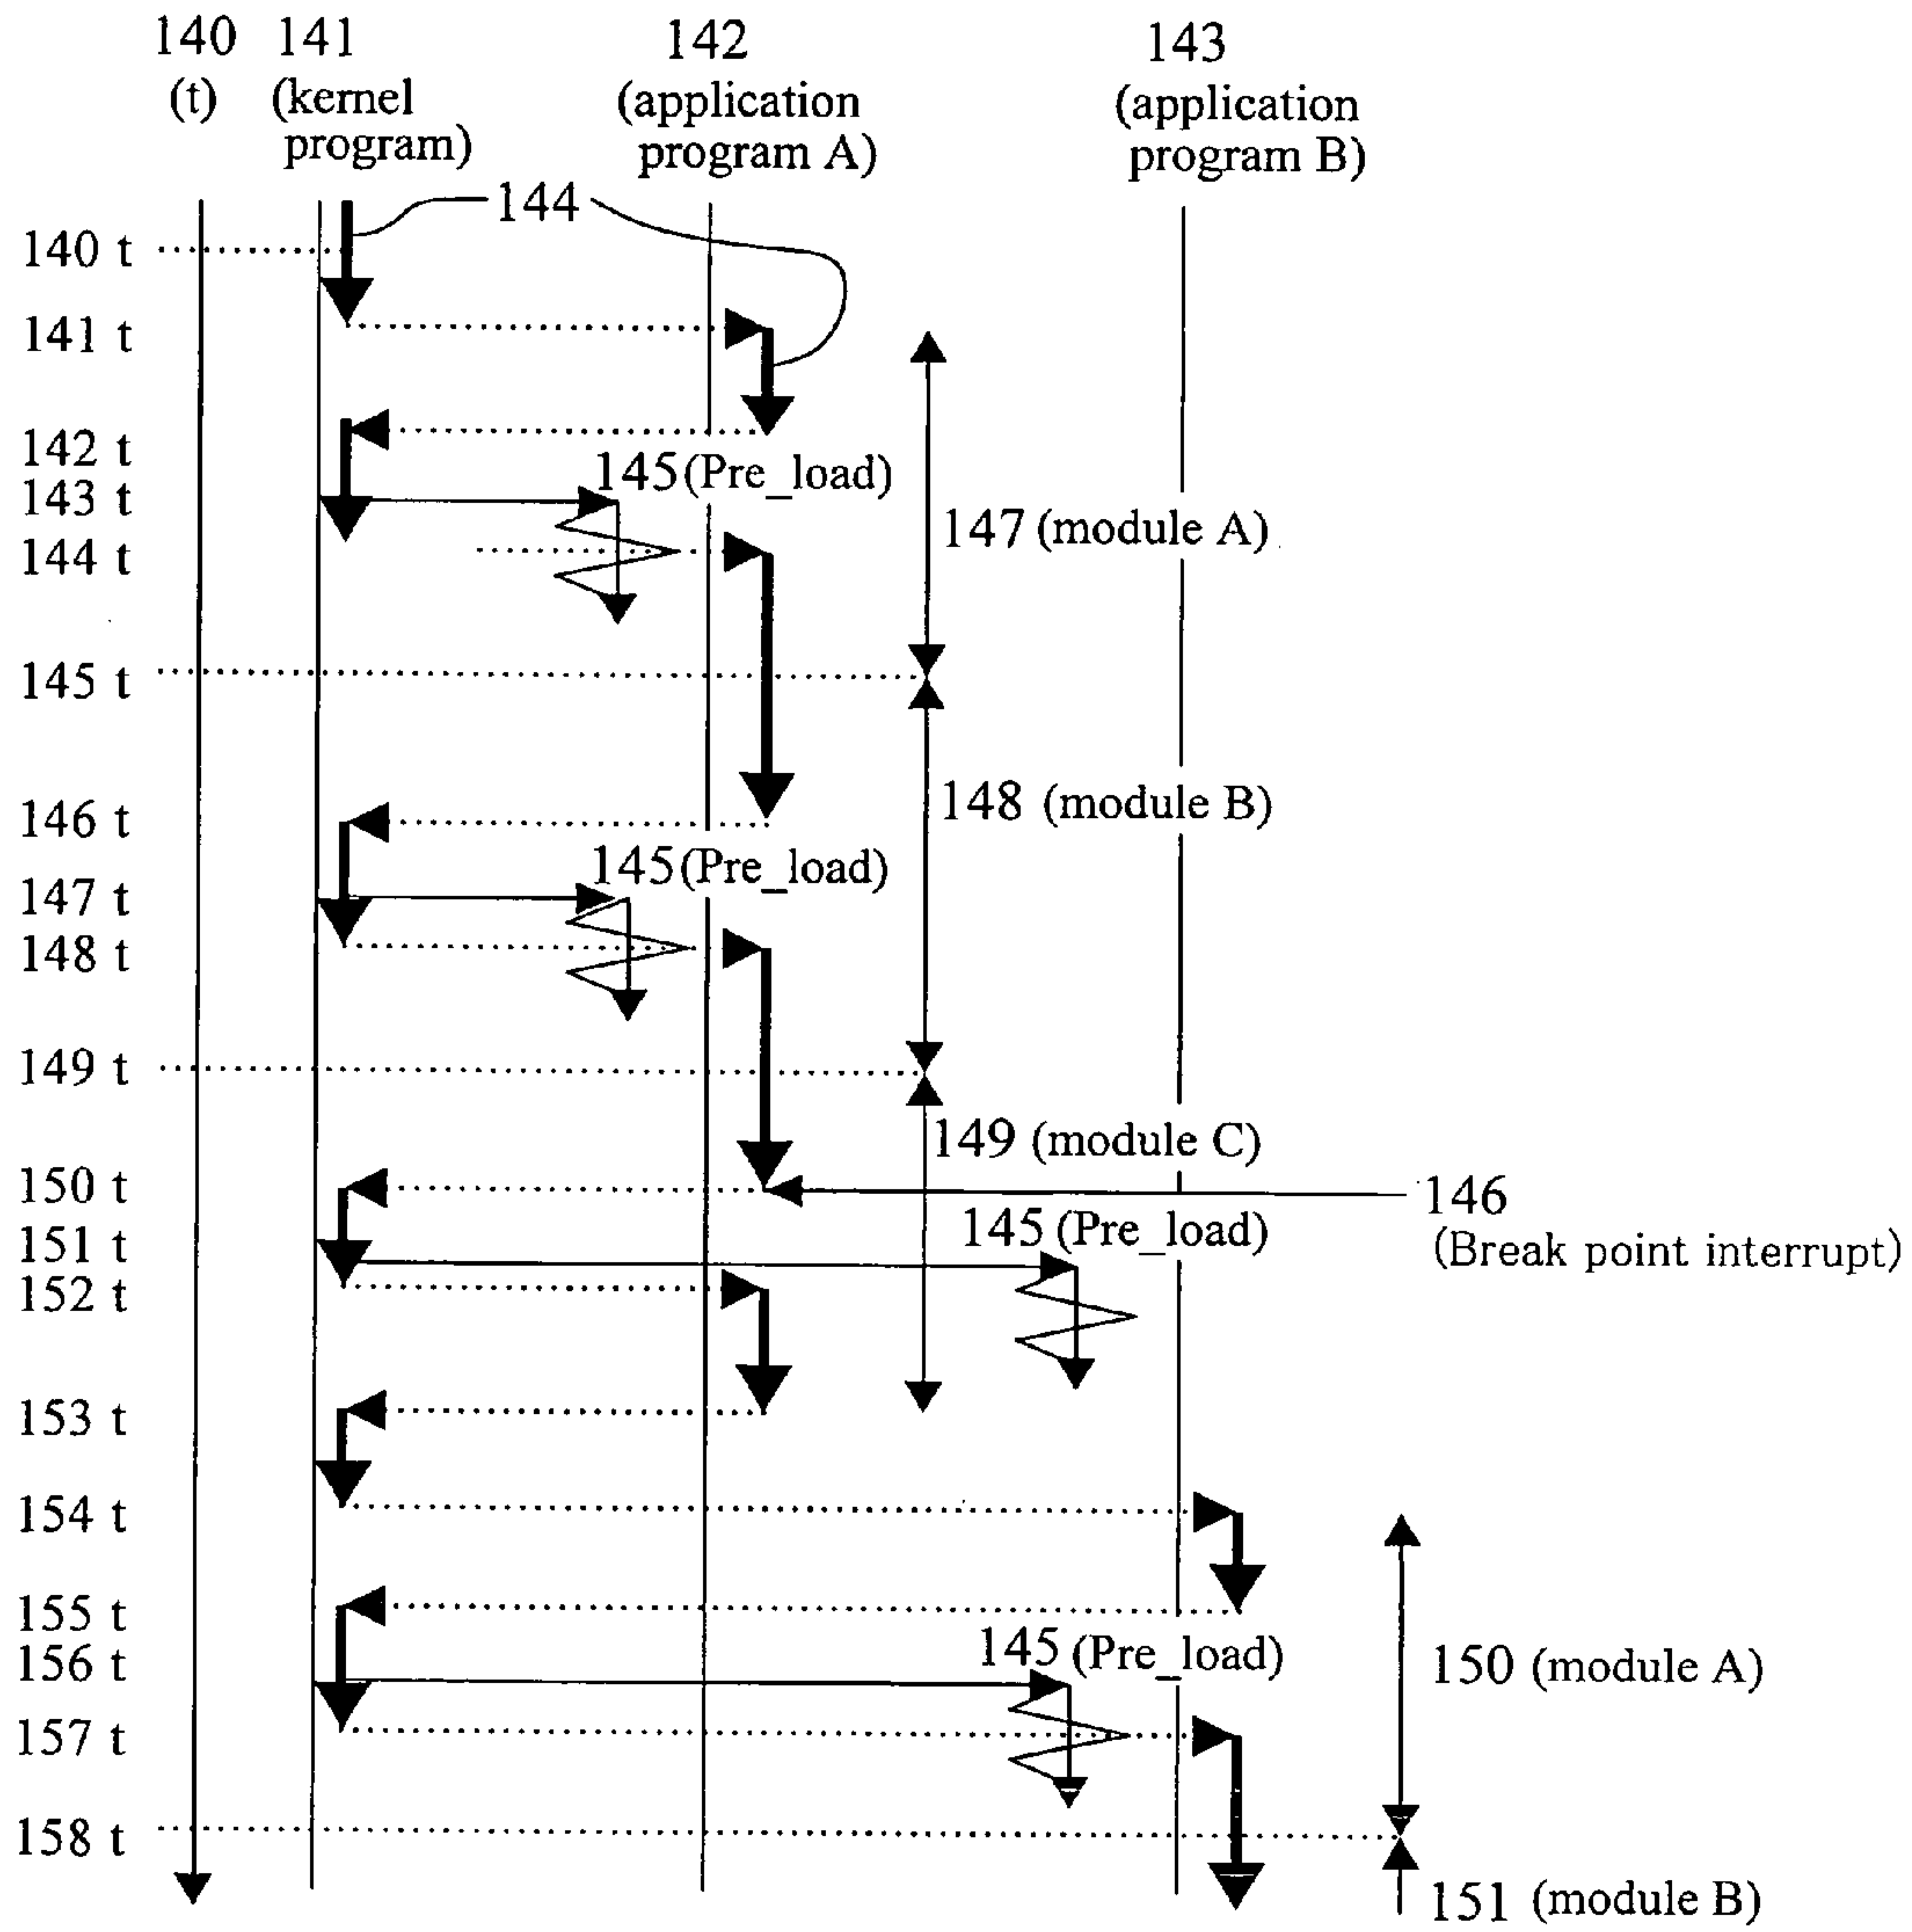 140 141 142 143
(t) (kernel program) (application program A) (application program B)
144
140 t
141 t
142 t
145 (Pre_load)
143 t
147 (module A)
144 t
145 t
148 (module B)
146 t
145 (Pre_load)
147 t
148 t
149 t
149 (module C)
150 t
146
(Break point interrupt)
145 (Pre_load)
151 t
152 t
153 t
154 t
155 t
145 (Pre_load)
156 t
150 (module A)
157 t
158 t
151 (module B)